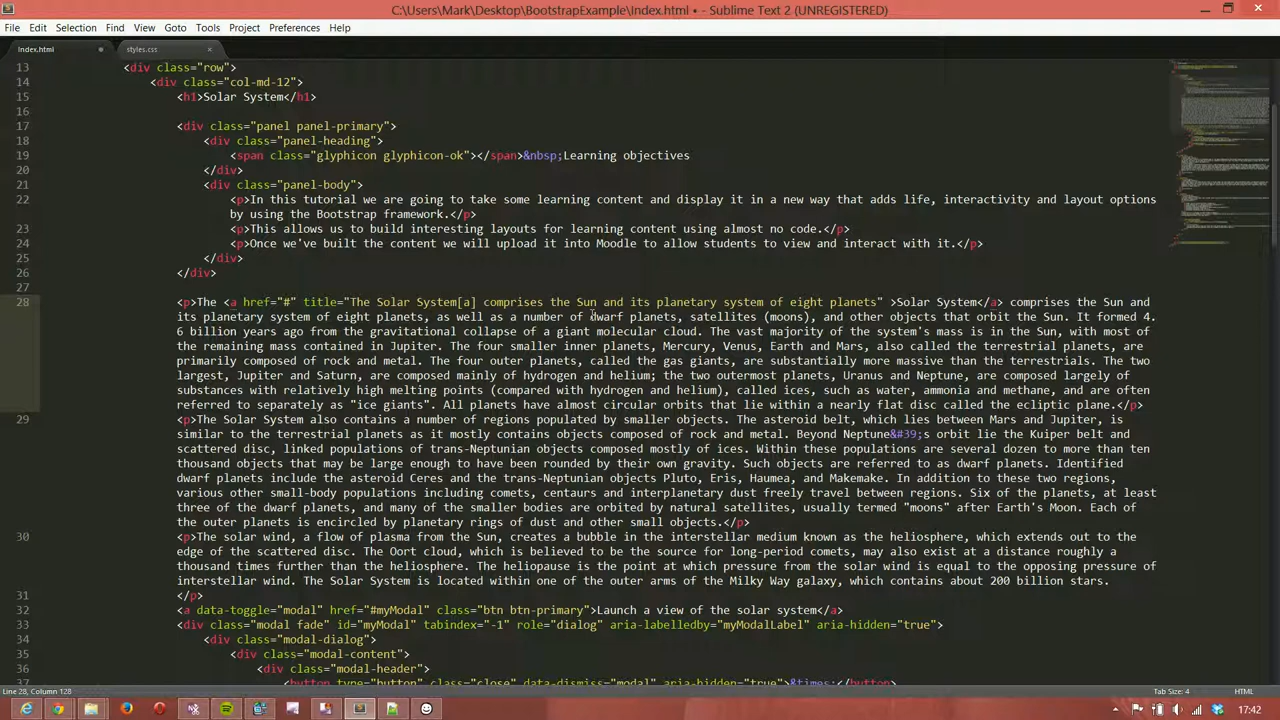 C:\Users\Mark\Desktop\BootstrapExample\Index.html • - Sublime Text 2 (UNREGISTERED)
File Edit Selection Find View Goto Tools Project Preferences Help
Index.html styles.css
13 <div class="row">
14 <div class="col-md-12">
15 <h1>Solar System</h1>
16
17 <div class="panel panel-primary">
18 <div class="panel-heading">
19 <span class="glyphicon glyphicon-ok"></span>&nbsp;Learning objectives
20 </div>
21 <div class="panel-body">
22 <p>In this tutorial we are going to take some learning content and display it in a new way that adds life, interactivity and layout options
by using the Bootstrap framework.</p>
23 <p>This allows us to build interesting layouts for learning content using almost no code.</p>
24 <p>Once we've built the content we will upload it into Moodle to allow students to view and interact with it.</p>
25 </div>
26 </div>
27
28 <p>The <a href="#" title="The Solar System[a] comprises the Sun and its planetary system of eight planets" >Solar System</a> comprises the Sun and
its planetary system of eight planets, as well as a number of dwarf planets, satellites (moons), and other objects that orbit the Sun. It formed 4.
6 billion years ago from the gravitational collapse of a giant molecular cloud. The vast majority of the system's mass is in the Sun, with most of
the remaining mass contained in Jupiter. The four smaller inner planets, Mercury, Venus, Earth and Mars, also called the terrestrial planets, are
primarily composed of rock and metal. The four outer planets, called the gas giants, are substantially more massive than the terrestrials. The two
largest, Jupiter and Saturn, are composed mainly of hydrogen and helium; the two outermost planets, Uranus and Neptune, are composed largely of
substances with relatively high melting points (compared with hydrogen and helium), called ices, such as water, ammonia and methane, and are often
referred to separately as "ice giants". All planets have almost circular orbits that lie within a nearly flat disc called the ecliptic plane.</p>
29 <p>The Solar System also contains a number of regions populated by smaller objects. The asteroid belt, which lies between Mars and Jupiter, is
similar to the terrestrial planets as it mostly contains objects composed of rock and metal. Beyond Neptune&#39;s orbit lie the Kuiper belt and
scattered disc, linked populations of trans-Neptunian objects composed mostly of ices. Within these populations are several dozen to more than ten
thousand objects that may be large enough to have been rounded by their own gravity. Such objects are referred to as dwarf planets. Identified
dwarf planets include the asteroid Ceres and the trans-Neptunian objects Pluto, Eris, Haumea, and Makemake. In addition to these two regions,
various other small-body populations including comets, centaurs and interplanetary dust freely travel between regions. Six of the planets, at least
three of the dwarf planets, and many of the smaller bodies are orbited by natural satellites, usually termed "moons" after Earth's Moon. Each of
the outer planets is encircled by planetary rings of dust and other small objects.</p>
30 <p>The solar wind, a flow of plasma from the Sun, creates a bubble in the interstellar medium known as the heliosphere, which extends out to the
edge of the scattered disc. The Oort cloud, which is believed to be the source for long-period comets, may also exist at a distance roughly a
thousand times further than the heliosphere. The heliopause is the point at which pressure from the solar wind is equal to the opposing pressure of
interstellar wind. The Solar System is located within one of the outer arms of the Milky Way galaxy, which contains about 200 billion stars.
31 </p>
32 <a data-toggle="modal" href="#myModal" class="btn btn-primary">Launch a view of the solar system</a>
33 <div class="modal fade" id="myModal" tabindex="-1" role="dialog" aria-labelledby="myModalLabel" aria-hidden="true">
34 <div class="modal-dialog">
35 <div class="modal-content">
36 <div class="modal-header">
37 <button type="button" class="close" data-dismiss="modal" aria-hidden="true">&times;</button>
Line 28, Column 128 Tab Size: 4 HTML
17:42